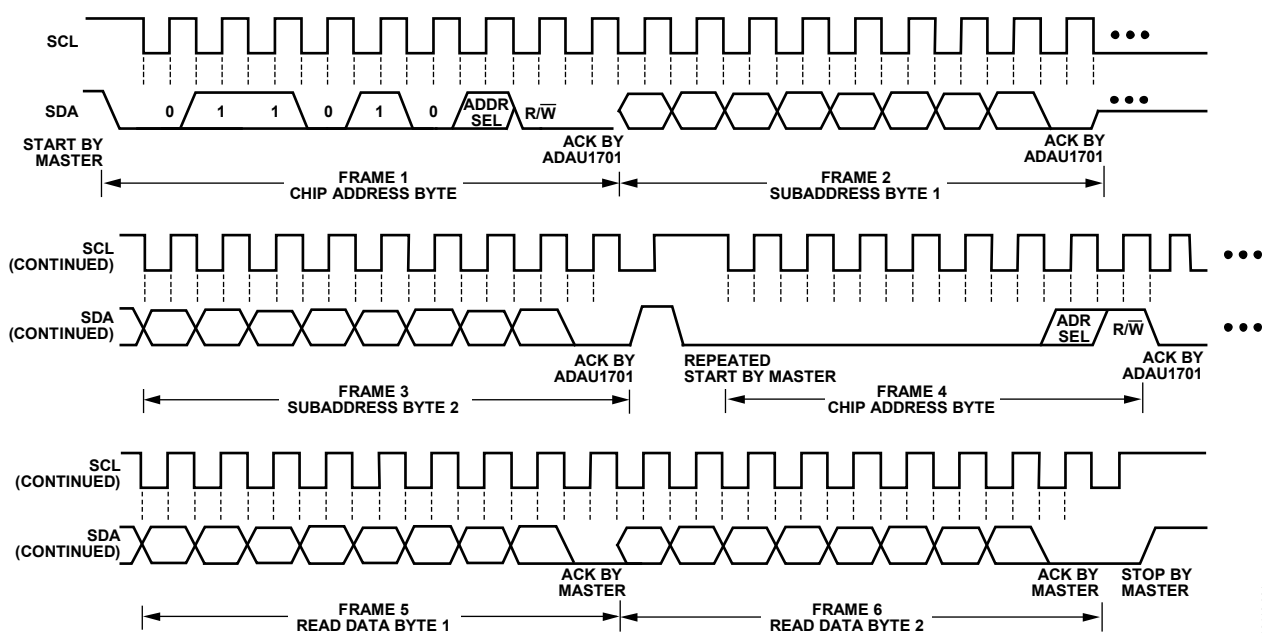 SCL
SDA
0 1 1 0 1 0 ADDR SEL R/W̅
START BY MASTER
ACK BY ADAU1701
ACK BY ADAU1701
FRAME 1
CHIP ADDRESS BYTE
FRAME 2
SUBADDRESS BYTE 1
SCL
(CONTINUED)
SDA
(CONTINUED)
ADR SEL R/W̅
ACK BY ADAU1701
REPEATED
START BY MASTER
ACK BY ADAU1701
FRAME 3
SUBADDRESS BYTE 2
FRAME 4
CHIP ADDRESS BYTE
SCL
(CONTINUED)
SDA
(CONTINUED)
ACK BY MASTER
ACK BY MASTER
STOP BY MASTER
FRAME 5
READ DATA BYTE 1
FRAME 6
READ DATA BYTE 2